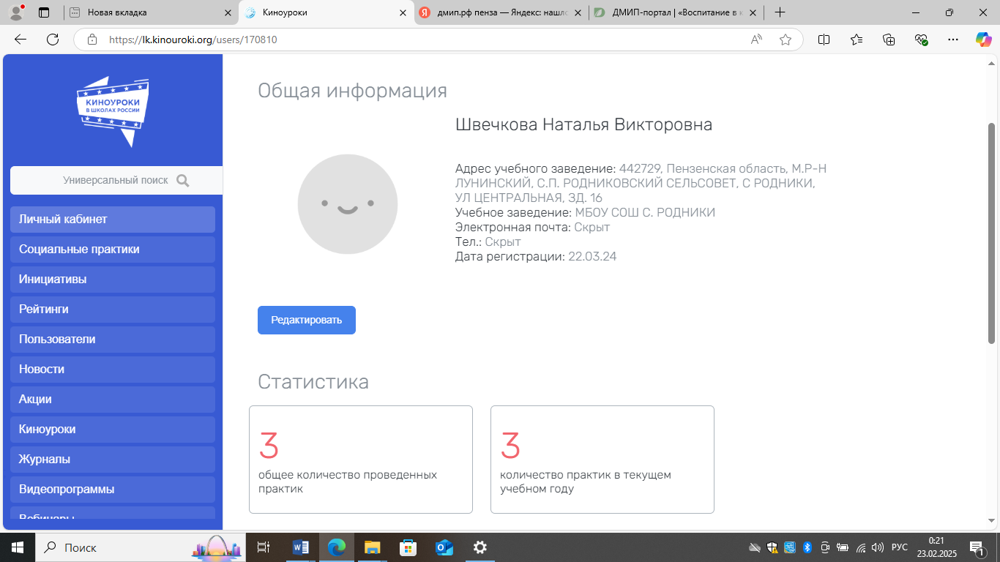 Новая вкладка
Киноуроки
дмип.рф пенза — Яндекс: нашло
ДМИП-портал | «Воспитание в к
https://lk.kinouroki.org/users/170810
КИНОУРОКИ
В ШКОЛАХ РОССИИ
Универсальный поиск
Личный кабинет
Социальные практики
Инициативы
Рейтинги
Пользователи
Новости
Акции
Киноуроки
Журналы
Видеопрограммы
Вебинары
Общая информация
Швечкова Наталья Викторовна
Адрес учебного заведение: 442729, Пензенская область, М.Р-Н
ЛУНИНСКИЙ, С.П. РОДНИКОВСКИЙ СЕЛЬСОВЕТ, С РОДНИКИ,
УЛ ЦЕНТРАЛЬНАЯ, ЗД. 16
Учебное заведение: МБОУ СОШ С. РОДНИКИ
Электронная почта: Скрыт
Тел.: Скрыт
Дата регистрации: 22.03.24
Редактировать
Статистика
3
общее количество проведенных
практик
3
количество практик в текущем
учебном году
Поиск
РУС
0:21
23.02.2025
1